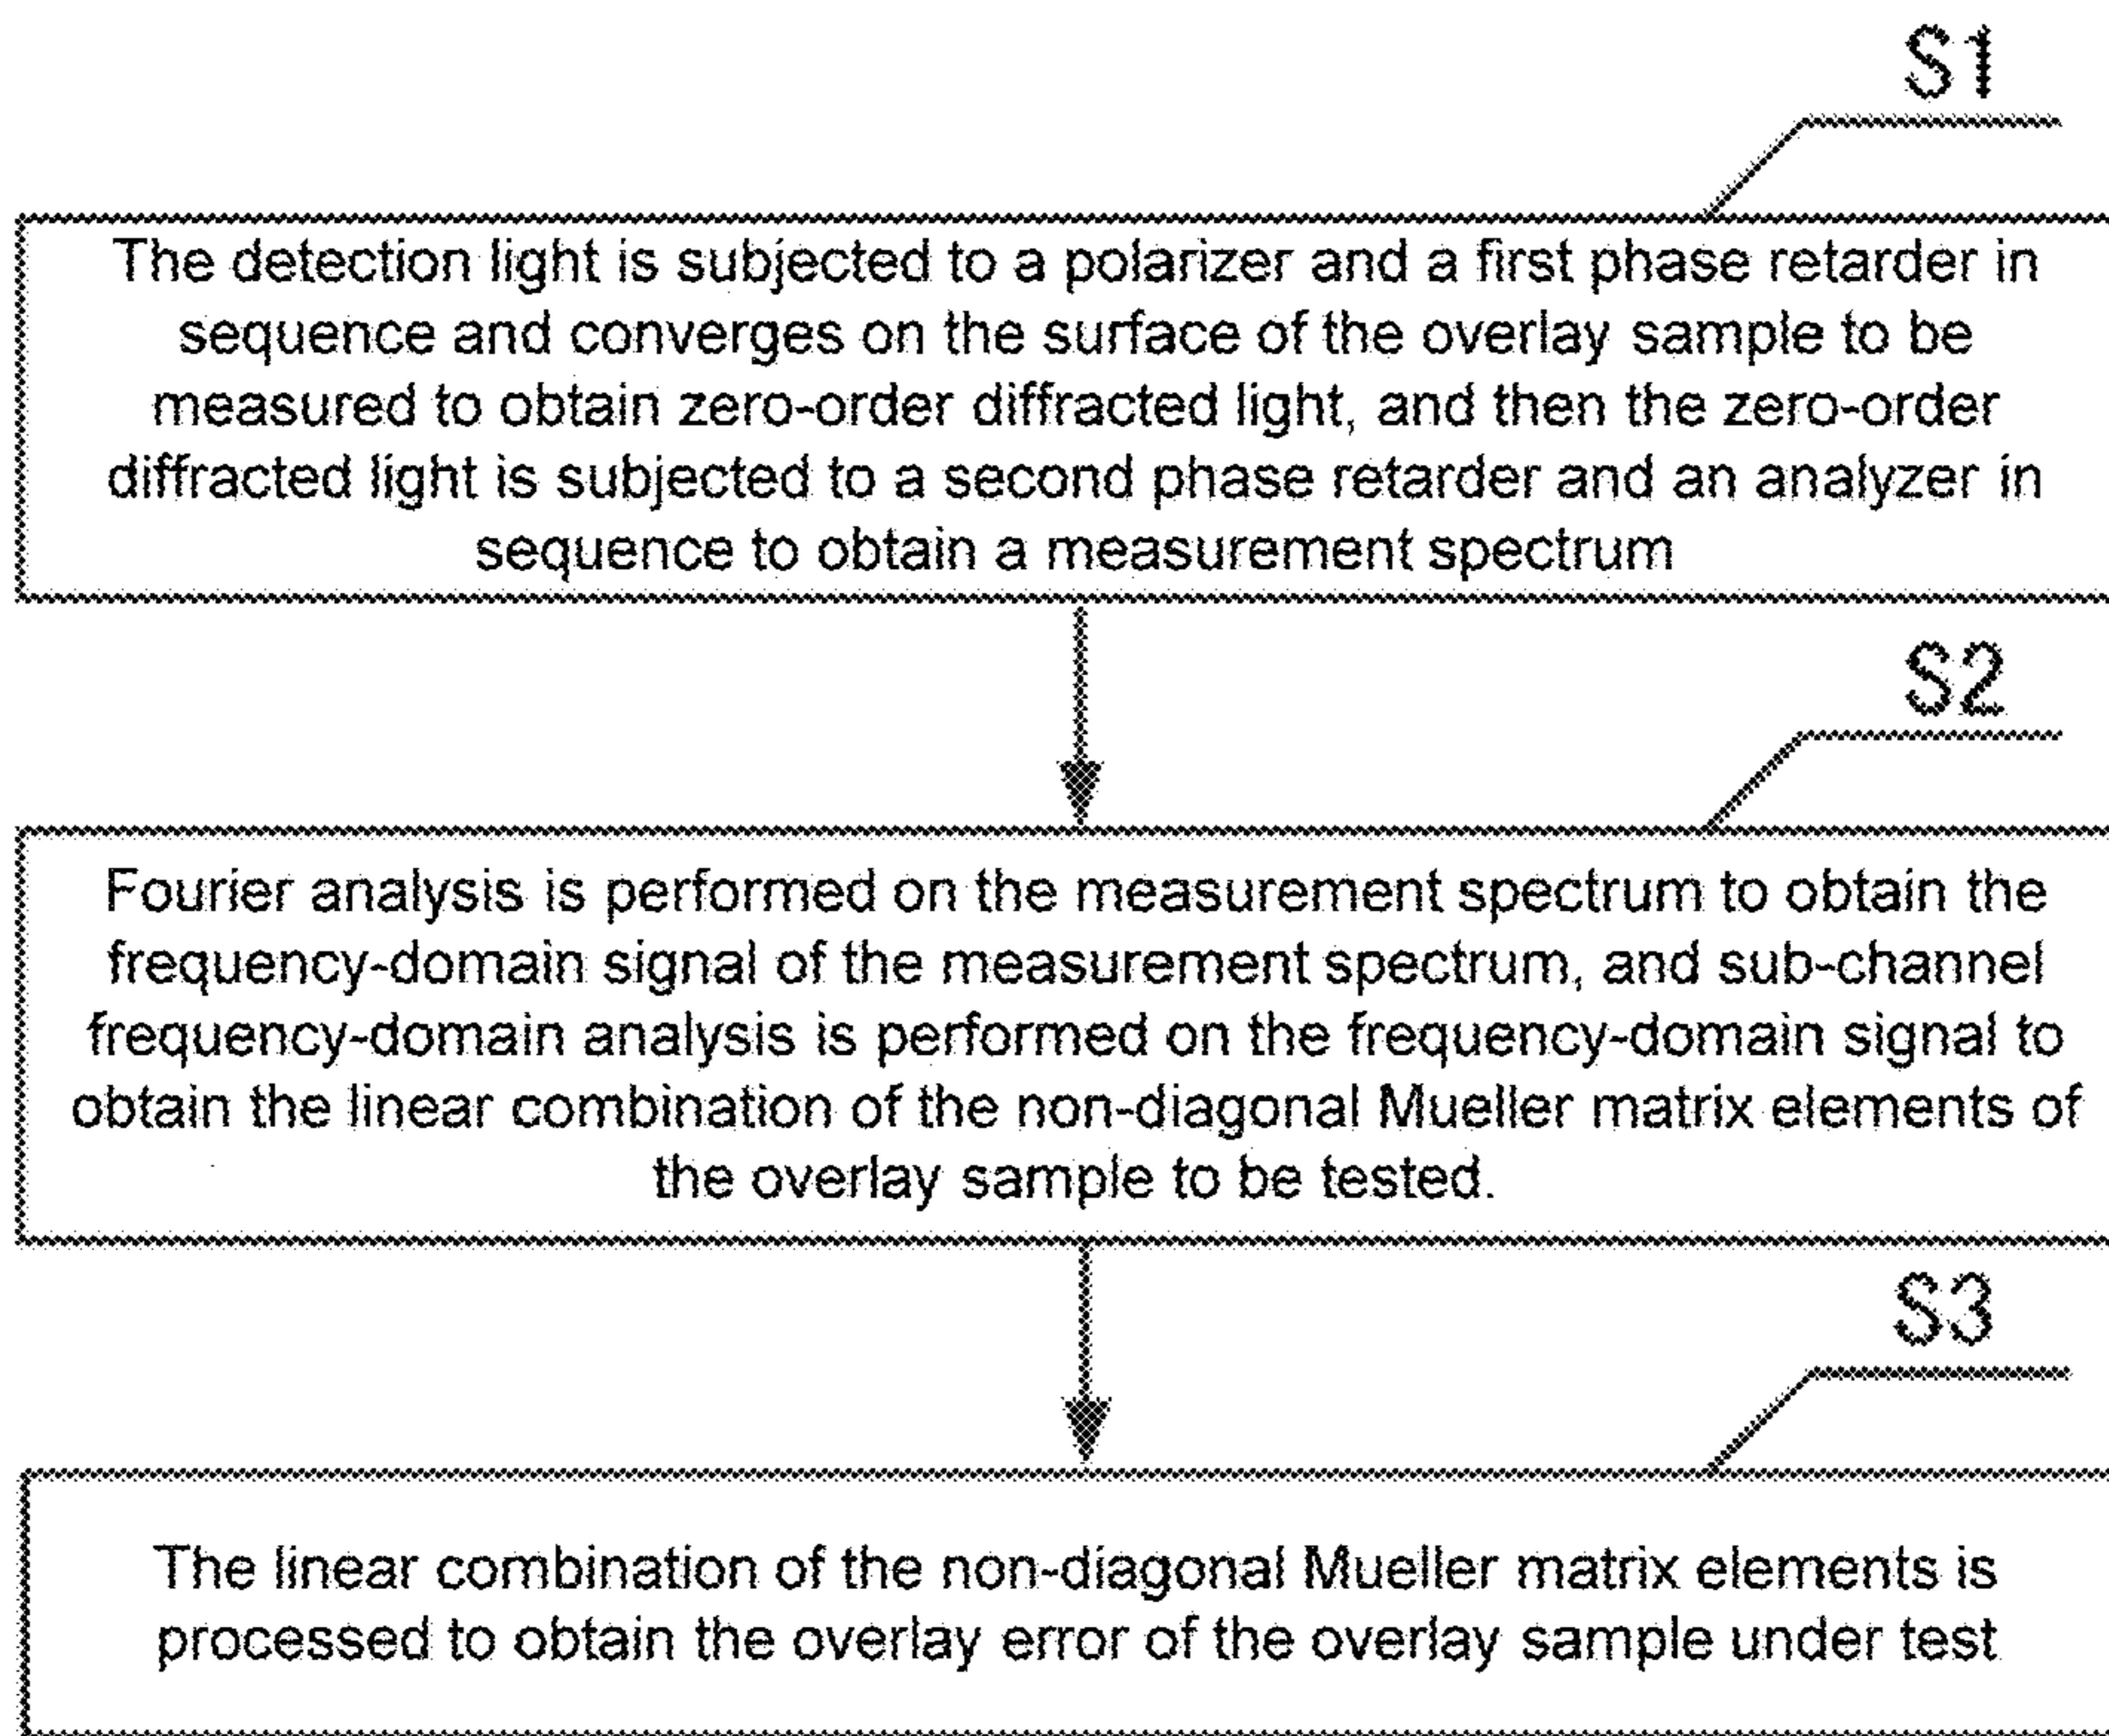 S1
The detection light is subjected to a polarizer and a first phase retarder in
sequence and converges on the surface of the overlay sample to be
measured to obtain zero-order diffracted light, and then the zero-order
diffracted light is subjected to a second phase retarder and an analyzer in
sequence to obtain a measurement spectrum
S2
Fourier analysis is performed on the measurement spectrum to obtain the
frequency-domain signal of the measurement spectrum, and sub-channel
frequency-domain analysis is performed on the frequency-domain signal to
obtain the linear combination of the non-diagonal Mueller matrix elements of
the overlay sample to be tested.
S3
The linear combination of the non-diagonal Mueller matrix elements is
processed to obtain the overlay error of the overlay sample under test